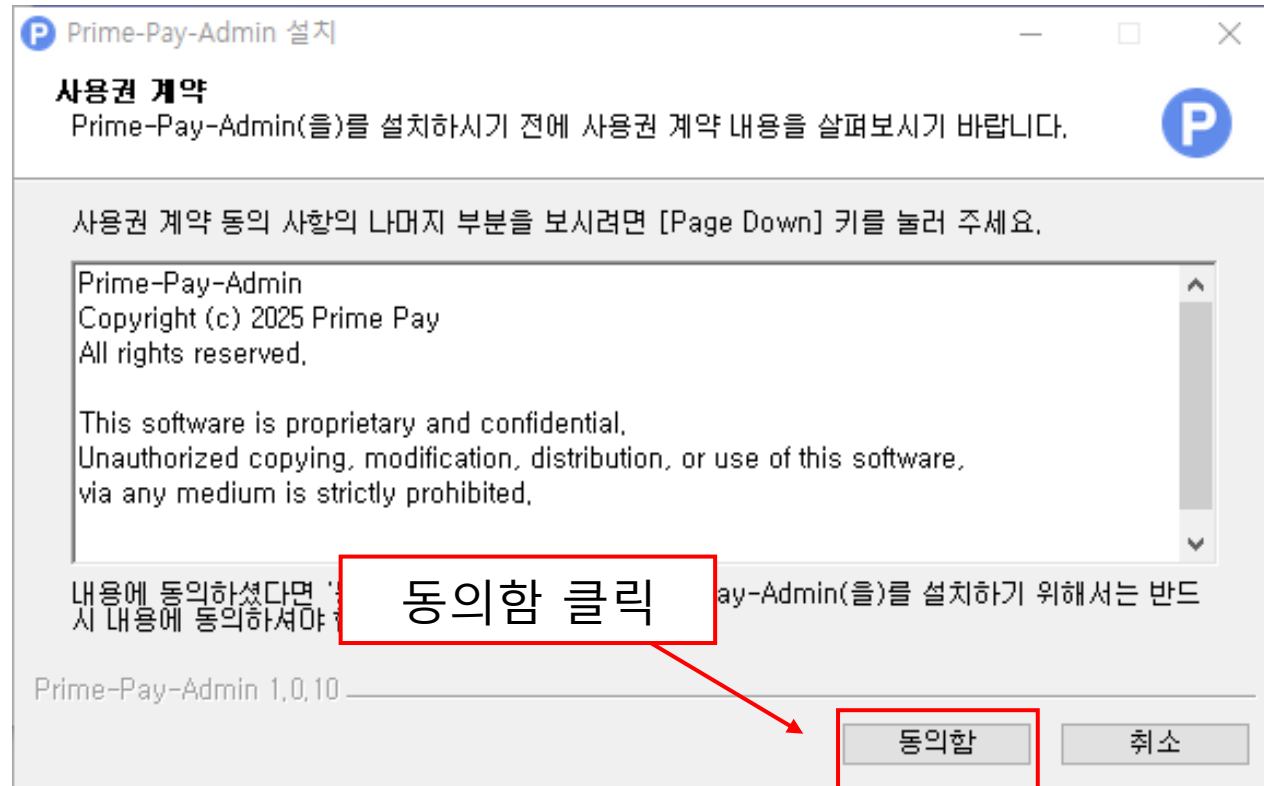 Prime-Pay-Admin 설치
사용권 계약
Prime-Pay-Admin(을)를 설치하시기 전에 사용권 계약 내용을 살펴보시기 바랍니다.
사용권 계약 동의 사항의 나머지 부분을 보시려면 [Page Down] 키를 눌러 주세요.
Prime-Pay-Admin
Copyright (c) 2025 Prime Pay
All rights reserved.
This software is proprietary and confidential.
Unauthorized copying, modification, distribution, or use of this software,
via any medium is strictly prohibited.
내용에 동의하셨다면 ay-Admin(을)를 설치하기 위해서는 반드
시 내용에 동의하셔야
동의함 클릭
Prime-Pay-Admin 1.0.10
동의함 취소